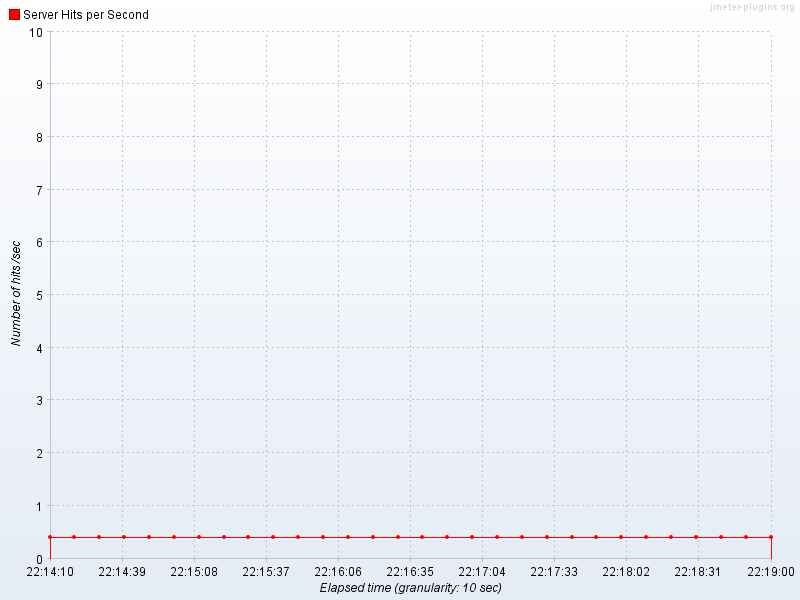 jmeter-plugins.org
Server Hits per Second
10
9
8
7
6
5
4
3
2
1
0
Number of hits /sec
22:14:10 22:14:39 22:15:08 22:15:37 22:16:06 22:16:35 22:17:04 22:17:33 22:18:02 22:18:31 22:19:00
Elapsed time (granularity: 10 sec)